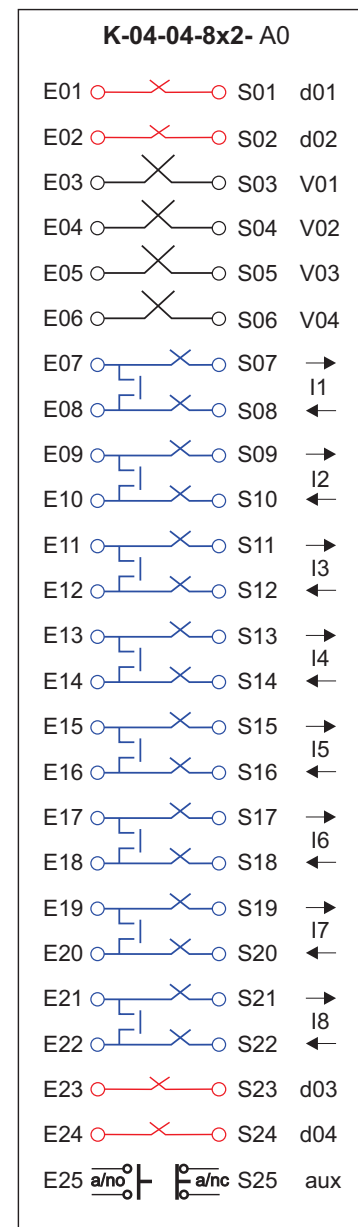 K-04-04-8x2- A0
E01 S01 d01
E02 S02 d02
E03 S03 V01
E04 S04 V02
E05 S05 V03
E06 S06 V04
E07 S07
I1
E08 S08
E09 S09
I2
E10 S10
E11 S11
I3
E12 S12
E13 S13
I4
E14 S14
E15 S15
I5
E16 S16
E17 S17
I6
E18 S18
E19 S19
I7
E20 S20
E21 S21
I8
E22 S22
E23 S23 d03
E24 S24 d04
E25 a/no a/nc S25 aux